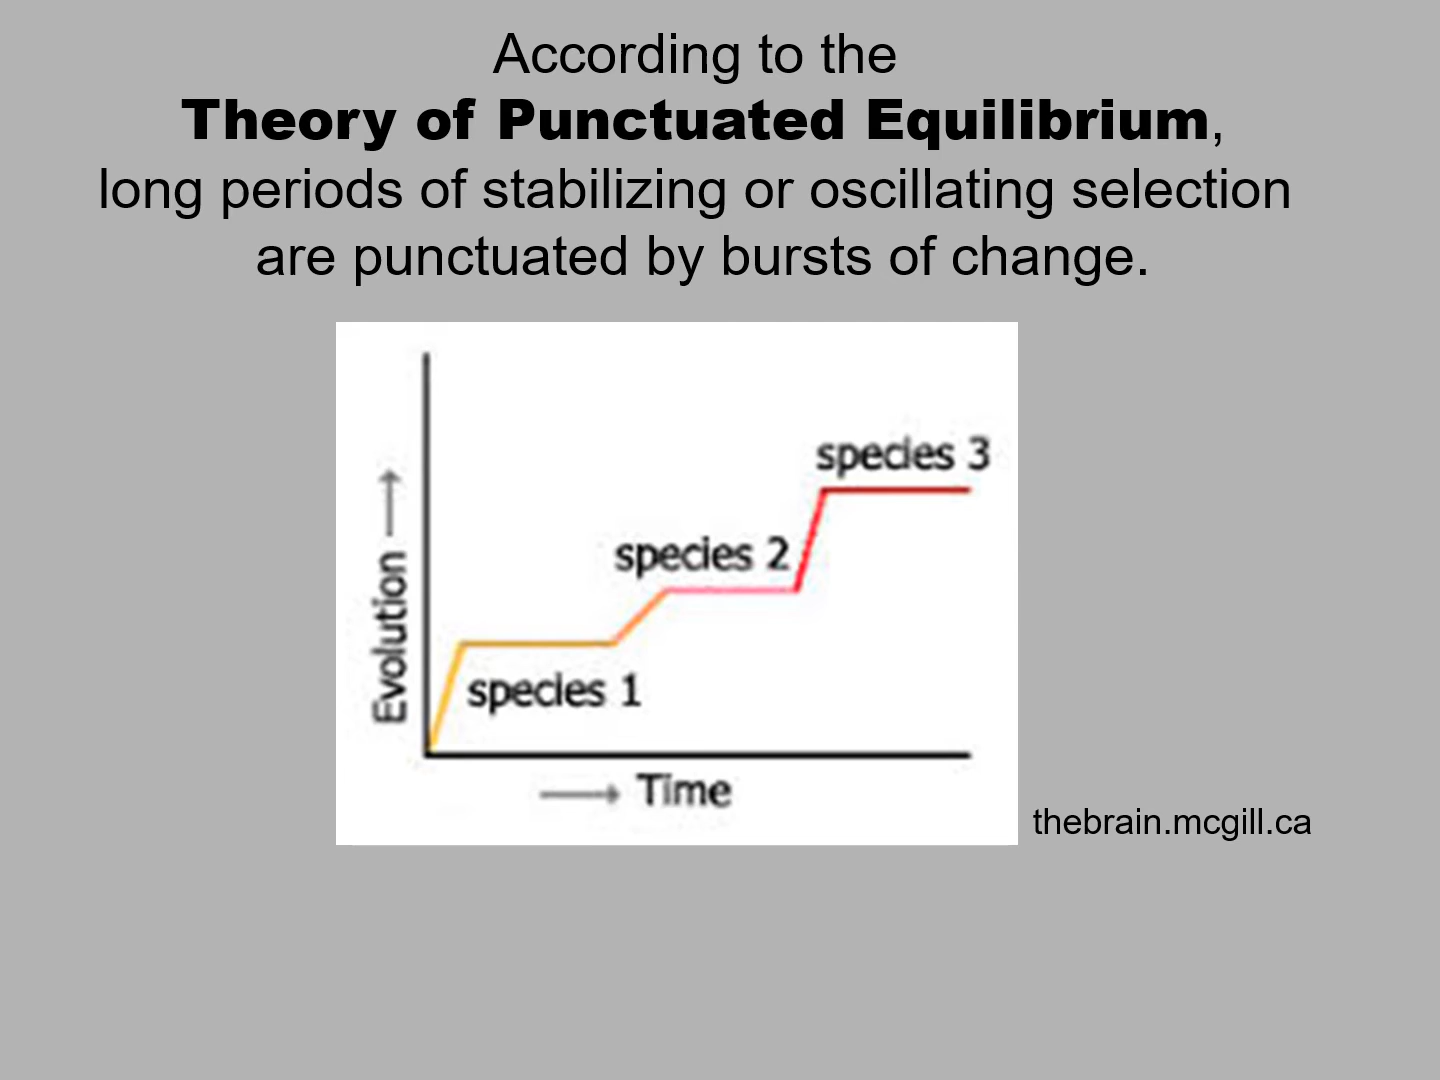 According to the
Theory of Punctuated Equilibrium,
long periods of stabilizing or oscillating selection
are punctuated by bursts of change.
species 3
species 2
species 1
Evolution
Time
thebrain.mcgill.ca